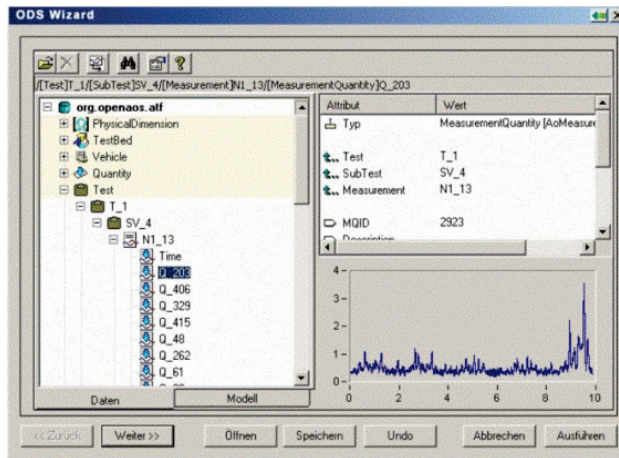 ODS Wizard
/[Test]T_1/[SubTest]SV_4/[Measurement]N1_13/[MeasurementQuantity]Q_203
org.openaos.atf
PhysicalDimension
TestBed
Vehicle
Quantity
Test
T_1
SV_4
N1_13
Time
Q_203
Q_406
Q_329
Q_415
Q_48
Q_262
Q_61
Daten Modell
Attribut Wert
Typ MeasurementQuantity [AoMeasure
Test T_1
SubTest SV_4
Measurement N1_13
MQID 2923
Description
4
3
2
1
0
0 2 4 6 8 10
<< Zurück Weiter >> Öffnen Speichern Undo Abbrechen Ausführen